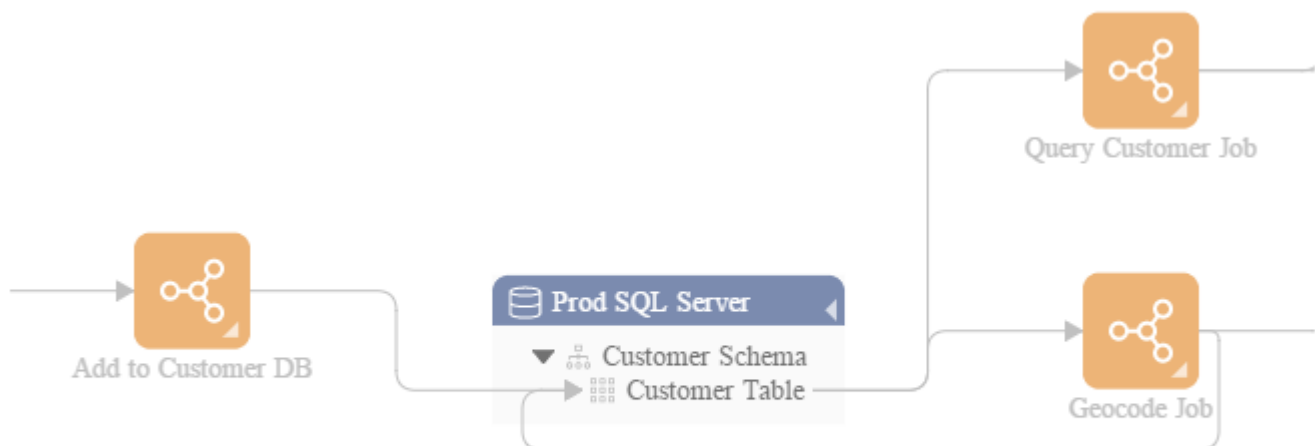 Query Customer Job
Add to Customer DB
Prod SQL Server
Customer Schema
Customer Table
Geocode Job